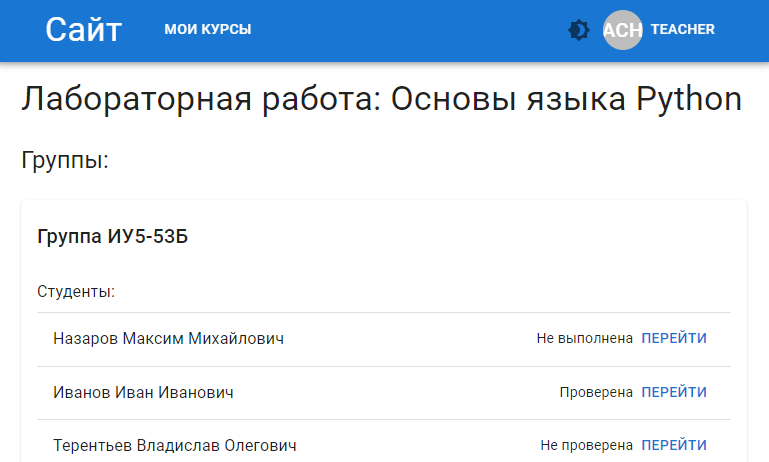 Сайт МОИ КУРСЫ ACH TEACHER
Лабораторная работа: Основы языка Python
Группы:
Группа ИУ5-53Б
Студенты:
Назаров Максим Михайлович Не выполнена ПЕРЕЙТИ
Иванов Иван Иванович Проверена ПЕРЕЙТИ
Терентьев Владислав Олегович Не проверена ПЕРЕЙТИ